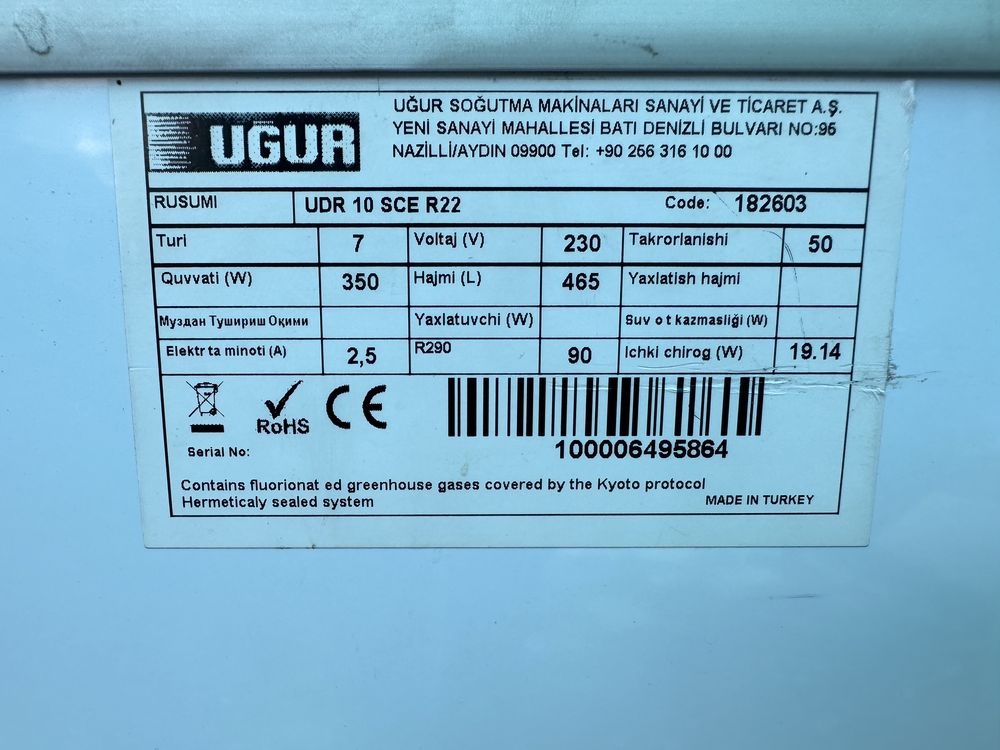 UĞUR
UĞUR SOĞUTMA MAKİNALARI SANAYİ VE TİCARET A.Ş.
YENİ SANAYİ MAHALLESİ BATI DENİZLİ BULVARI NO:95
NAZİLLİ/AYDIN 09900 Tel: +90 256 316 10 00
RUSUMI UDR 10 SCE R22 Code: 182603
Turi 7 Voltaj (V) 230 Takrorlanishi 50
Quvvati (W) 350 Hajmi (L) 465 Yaxlatish hajmi
Муздан Тушириш Оқими Yaxlatuvchi (W) Suv o t kazmasliği (W)
Elektr ta minoti (A) 2,5 R290 90 Ichki chirog (W) 19.14
RoHS CE
100006495864
Serial No:
Contains fluorionat ed greenhouse gases covered by the Kyoto protocol
Hermeticaly sealed system MADE IN TURKEY